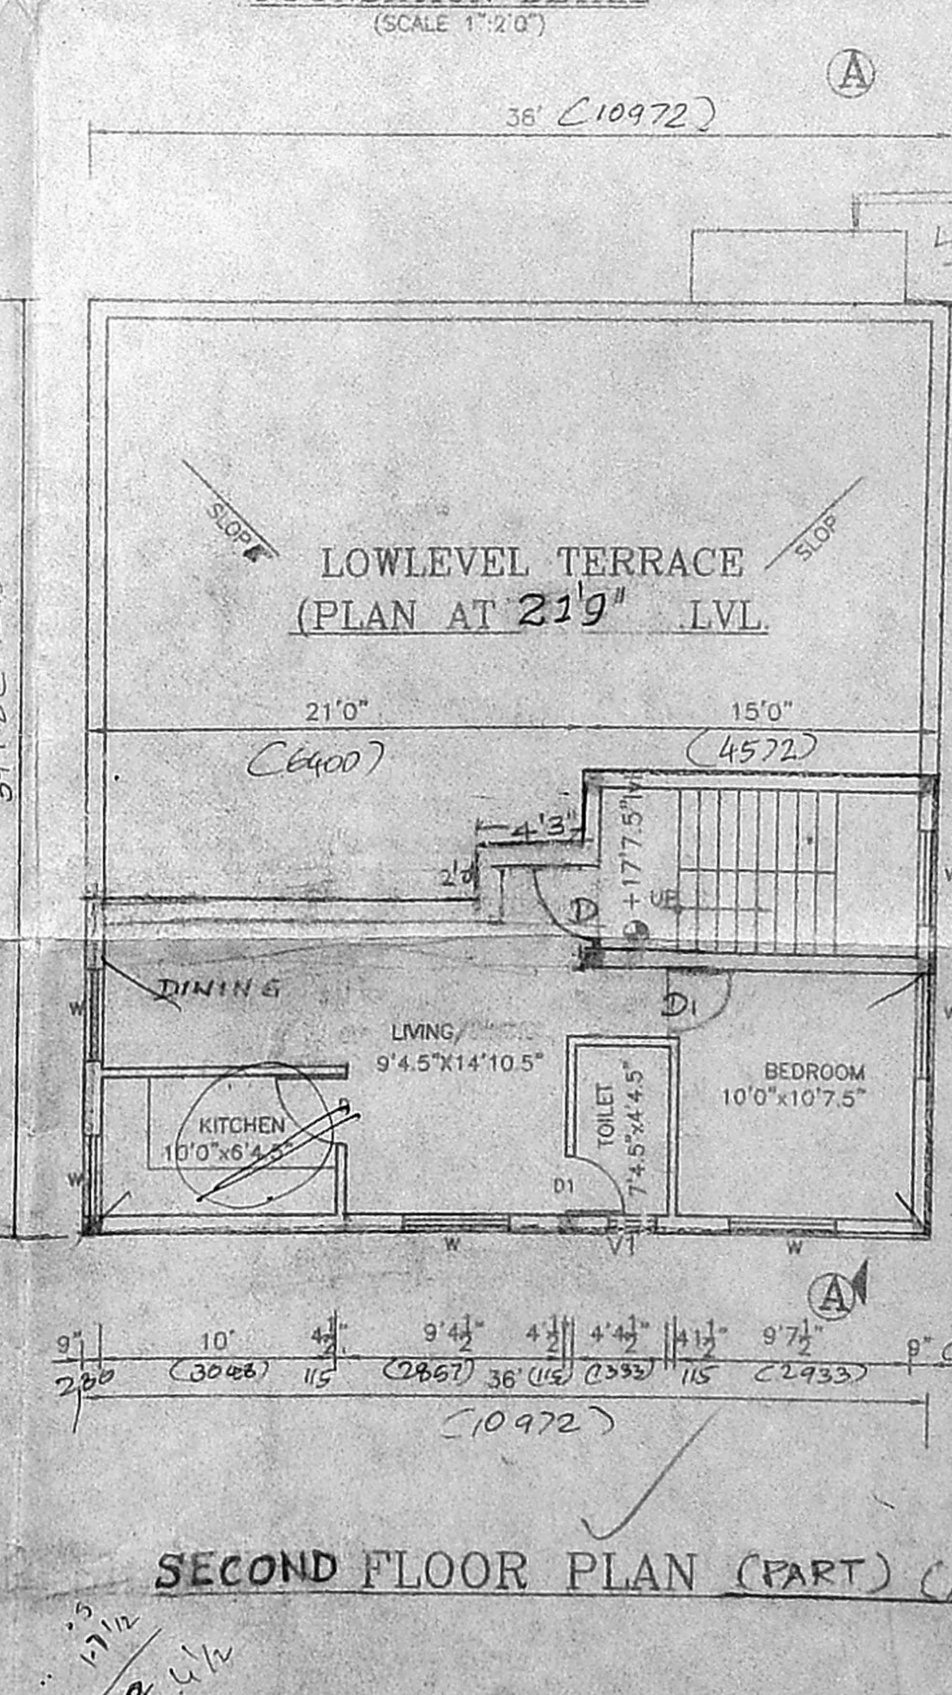 (SCALE 1":2'0")
A
36' (10972)
SLOP
SLOP
LOWLEVEL TERRACE
(PLAN AT 21'9" LVL.
21'0" 15'0"
(6400) (4572)
4'3"
2'0
+17'7.5"lvl
UP
D
DINING
W
D1
LIVING/
9'4.5"X14'10.5"
BEDROOM
10'0"x10'7.5"
TOILET
7'4.5"x4'4.5"
KITCHEN
10'0"x6'4.5"
D1
W
W V1 W
A
9" 10' 4½" 9'4½" 4½" 4'4½" 4½" 9'7½" 9"
230 (3048) 115 (2857) 36' (115) (1333) 115 (2933)
(10972)
SECOND FLOOR PLAN (PART) (